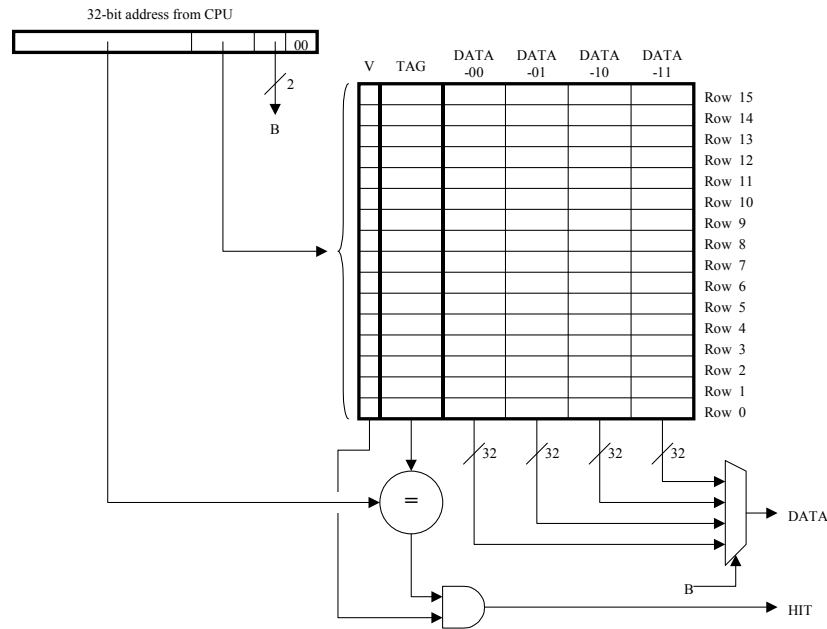 32-bit address from CPU
00
2
B
V TAG DATA -00 DATA -01 DATA -10 DATA -11
Row 15
Row 14
Row 13
Row 12
Row 11
Row 10
Row 9
Row 8
Row 7
Row 6
Row 5
Row 4
Row 3
Row 2
Row 1
Row 0
32 32 32 32
=
DATA
B
HIT